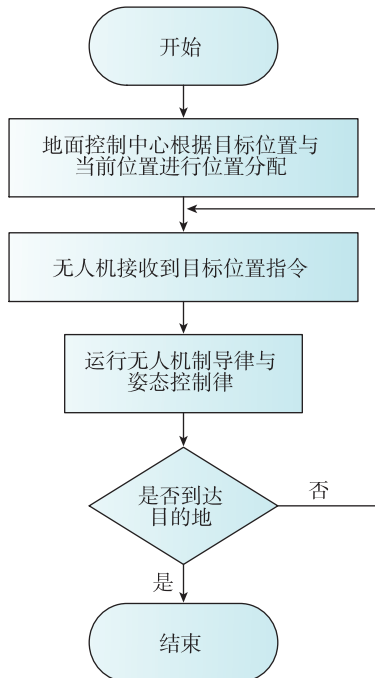 开始
地面控制中心根据目标位置与
当前位置进行位置分配
无人机接收到目标位置指令
运行无人机制导律与
姿态控制律
是否到达
目的地
否
是
结束